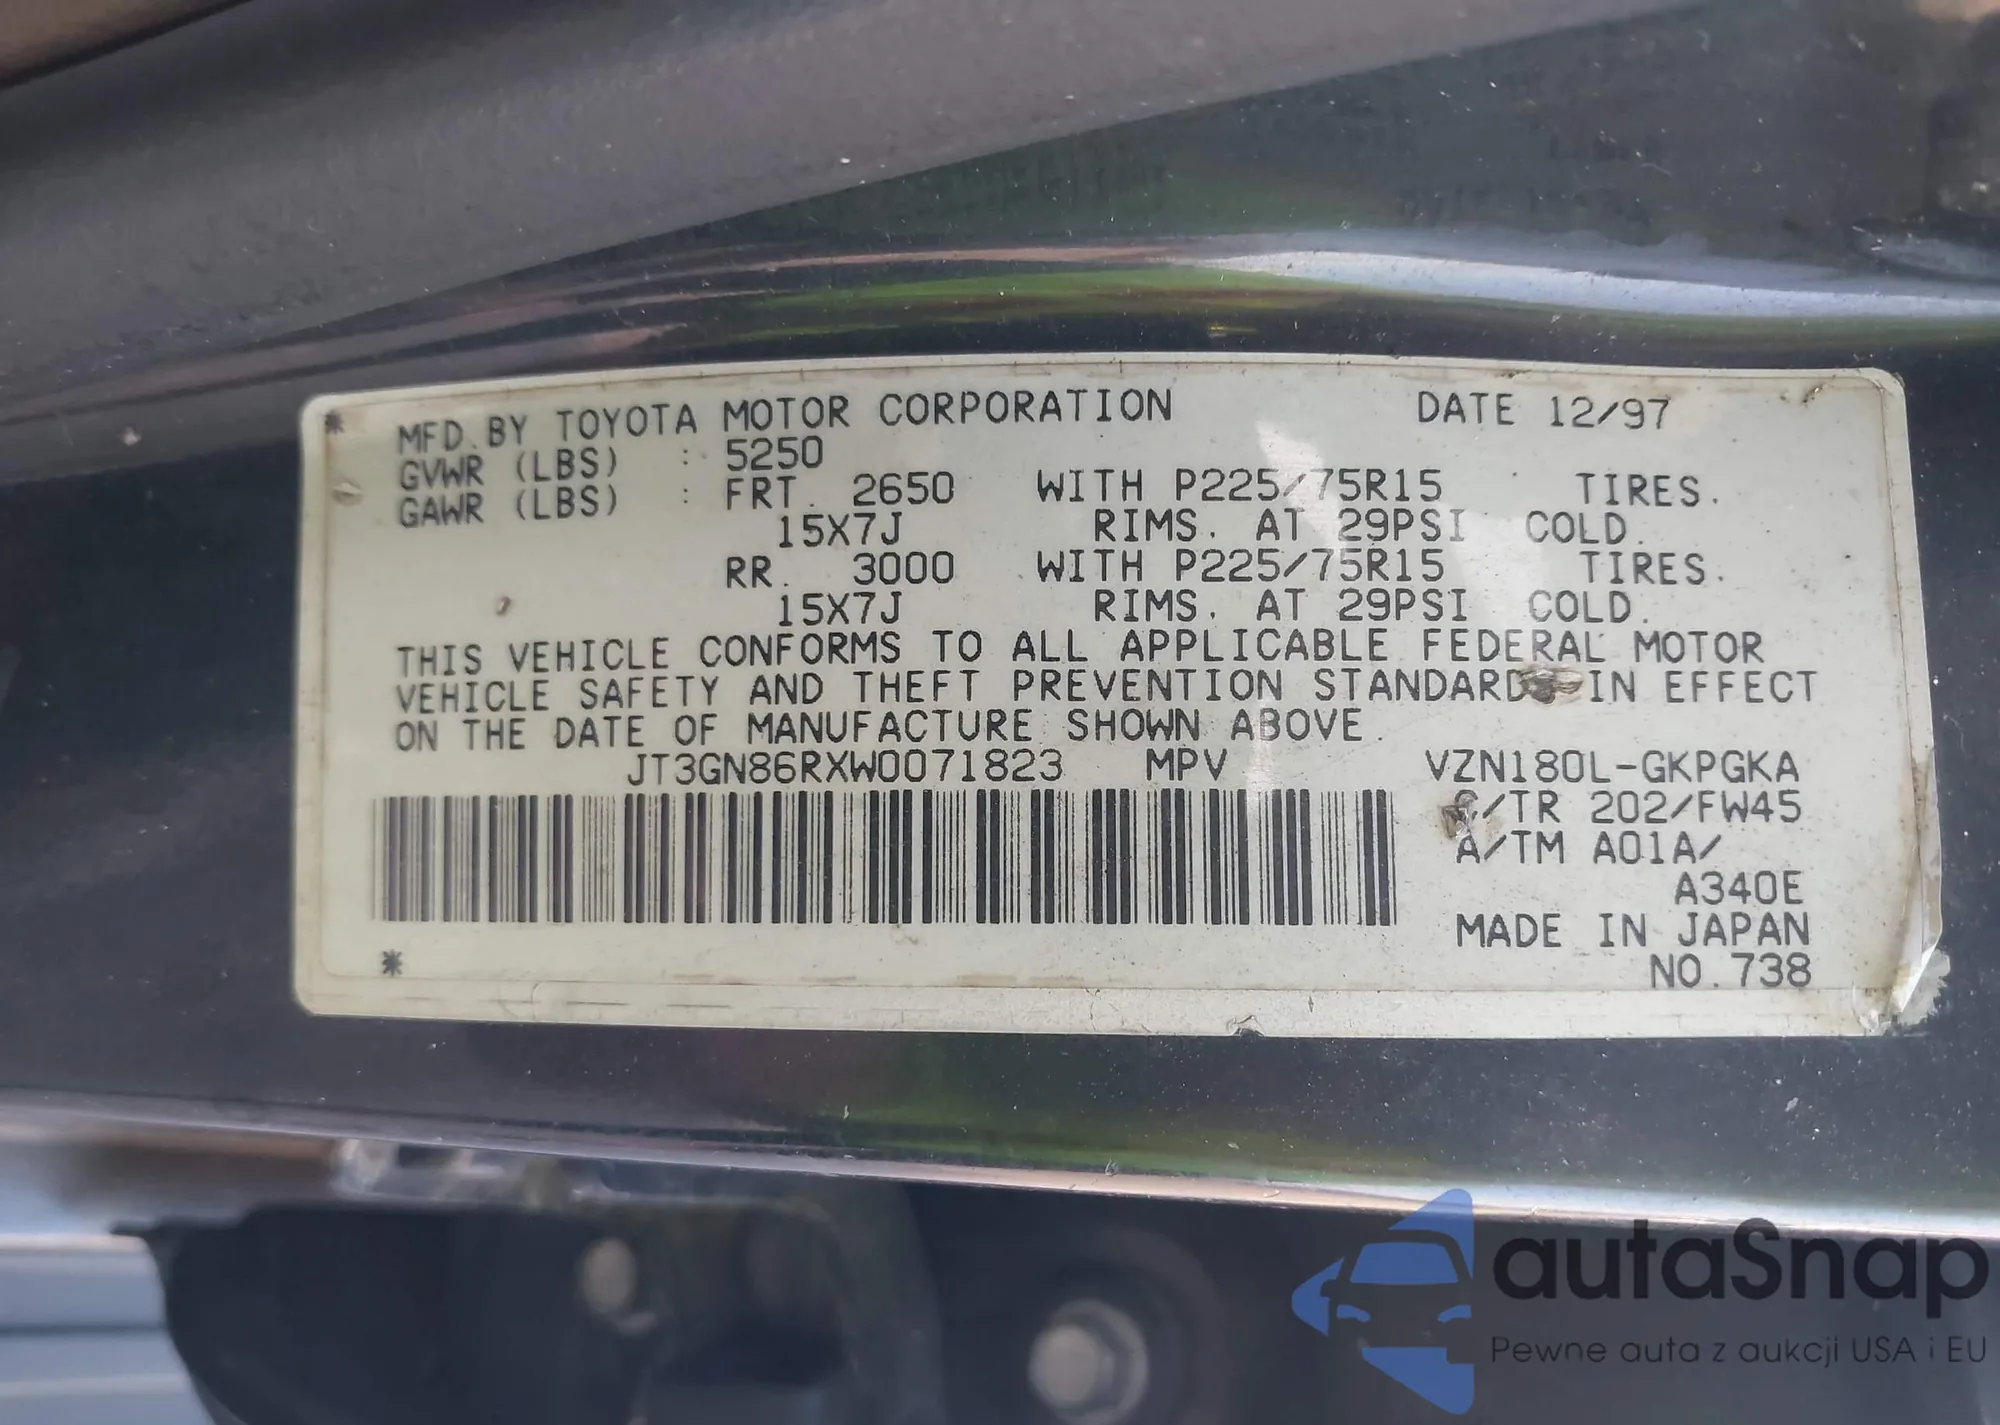 * MFD. BY TOYOTA MOTOR CORPORATION DATE 12/97
GVWR (LBS) : 5250
GAWR (LBS) : FRT. 2650 WITH P225/75R15 TIRES.
15X7J RIMS. AT 29PSI COLD.
RR. 3000 WITH P225/75R15 TIRES.
15X7J RIMS. AT 29PSI COLD.
THIS VEHICLE CONFORMS TO ALL APPLICABLE FEDERAL MOTOR
VEHICLE SAFETY AND THEFT PREVENTION STANDARDS IN EFFECT
ON THE DATE OF MANUFACTURE SHOWN ABOVE.
JT3GN86RXW0071823 MPV VZN180L-GKPGKA
C/TR 202/FW45
A/TM A01A/
A340E
MADE IN JAPAN
* NO.738
autaSnap
Pewne auta z aukcji USA i EU